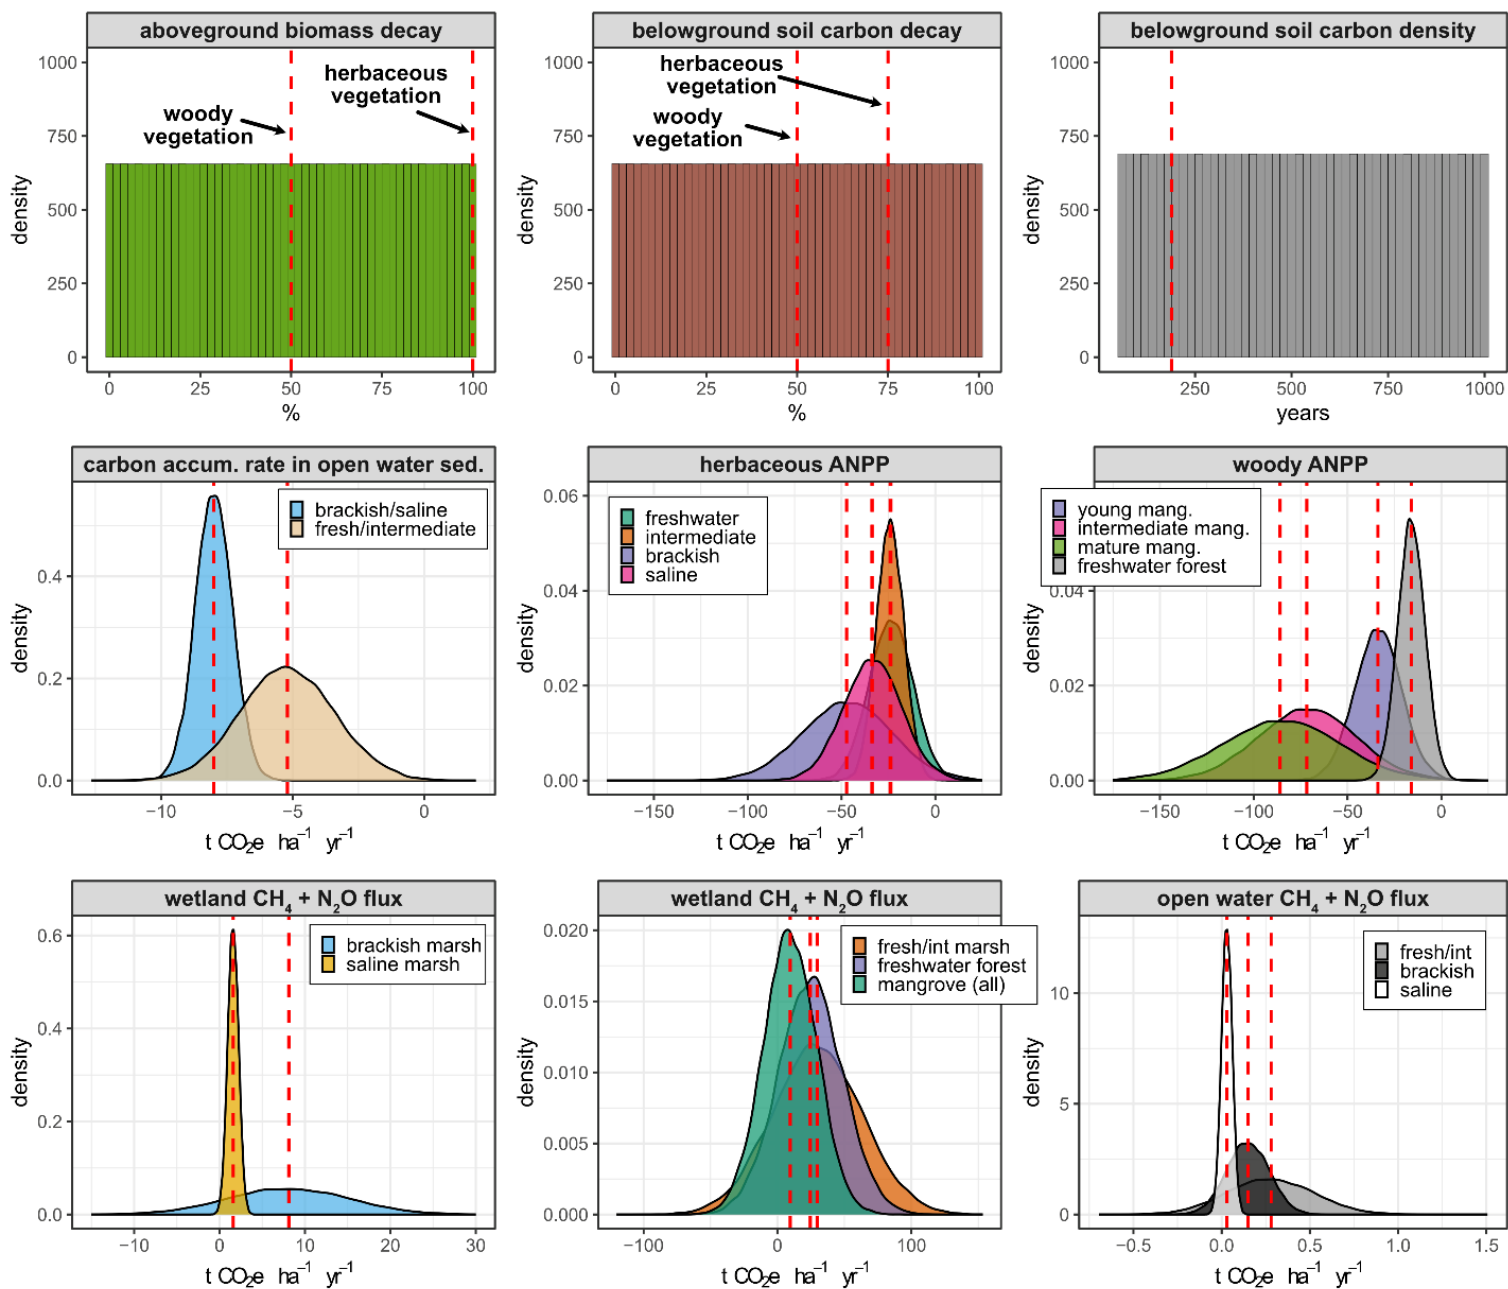 aboveground biomass decay
1000
750
500
250
0
density
woody
vegetation
herbaceous
vegetation
0
25
50
75
100
%
belowground soil carbon decay
1000
750
500
250
0
density
herbaceous
vegetation
woody
vegetation
0
25
50
75
100
%
belowground soil carbon density
1000
750
500
250
0
density
250
500
750
1000
years
carbon accum. rate in open water sed.
brackish/saline
fresh/intermediate
0.4
0.2
0.0
density
−10
−5
0
t CO₂e ha⁻¹ yr⁻¹
herbaceous ANPP
freshwater
intermediate
brackish
saline
0.06
0.04
0.02
0.00
density
−150
−100
−50
0
t CO₂e ha⁻¹ yr⁻¹
woody ANPP
young mang.
intermediate mang.
mature mang.
freshwater forest
0.04
0.02
0.00
density
−150
−100
−50
0
t CO₂e ha⁻¹ yr⁻¹
wetland CH₄ + N₂O flux
brackish marsh
saline marsh
0.6
0.4
0.2
0.0
density
−10
0
10
20
30
t CO₂e ha⁻¹ yr⁻¹
wetland CH₄ + N₂O flux
fresh/int marsh
freshwater forest
mangrove (all)
0.020
0.015
0.010
0.005
0.000
density
−100
0
100
t CO₂e ha⁻¹ yr⁻¹
open water CH₄ + N₂O flux
fresh/int
brackish
saline
10
5
0
density
−0.5
0.0
0.5
1.0
1.5
t CO₂e ha⁻¹ yr⁻¹